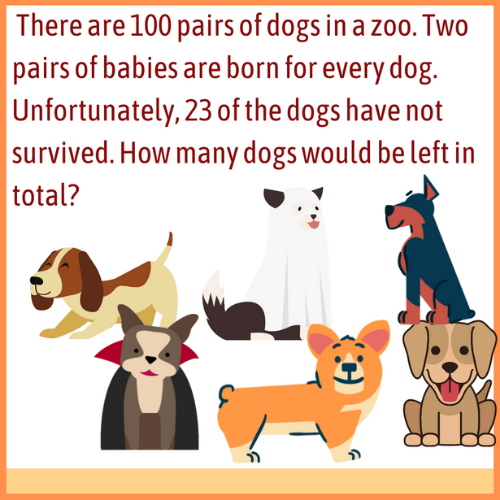 There are 100 pairs of dogs in a zoo. Two
pairs of babies are born for every dog.
Unfortunately, 23 of the dogs have not
survived. How many dogs would be left in
total?